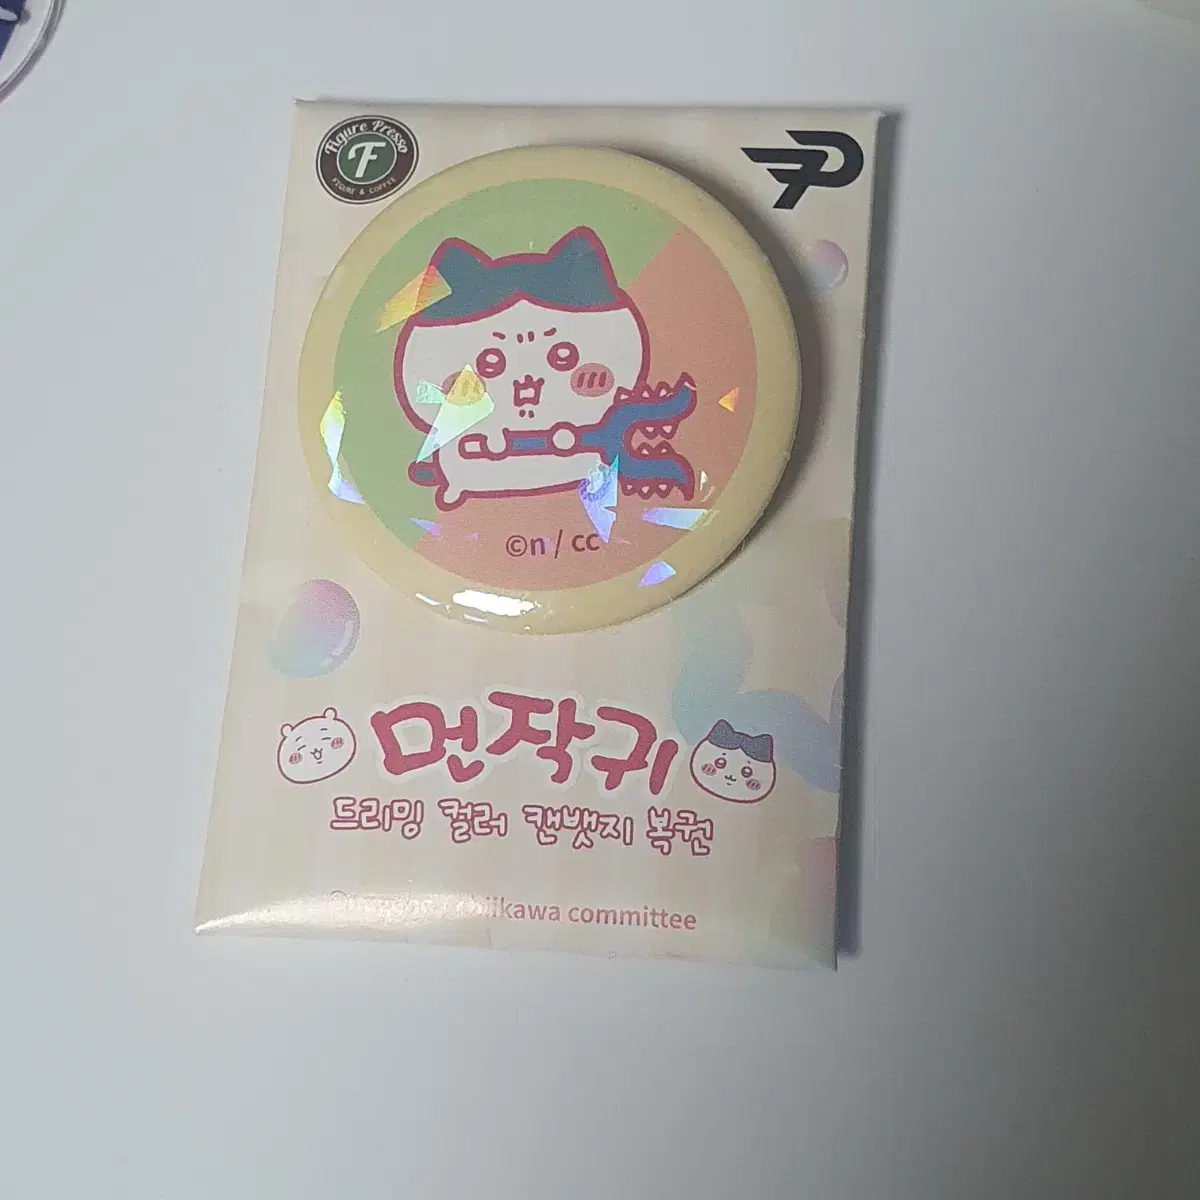 Figure Presso
F
FIGURE & COFFEE
©n / cc
먼작귀
드리밍 컬러 캔뱃지 복권
committee